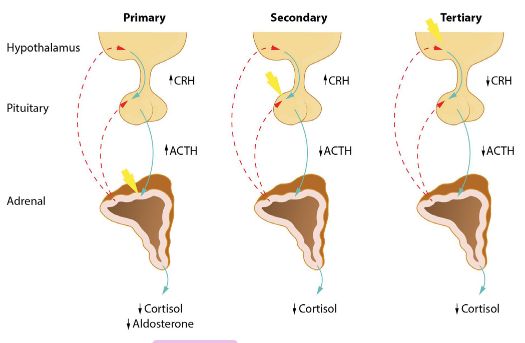 Primary Secondary Tertiary
Hypothalamus
↑CRH ↑CRH ↓CRH
Pituitary
↑ACTH ↓ACTH ↓ACTH
Adrenal
↓Cortisol ↓Cortisol ↓Cortisol
↓Aldosterone